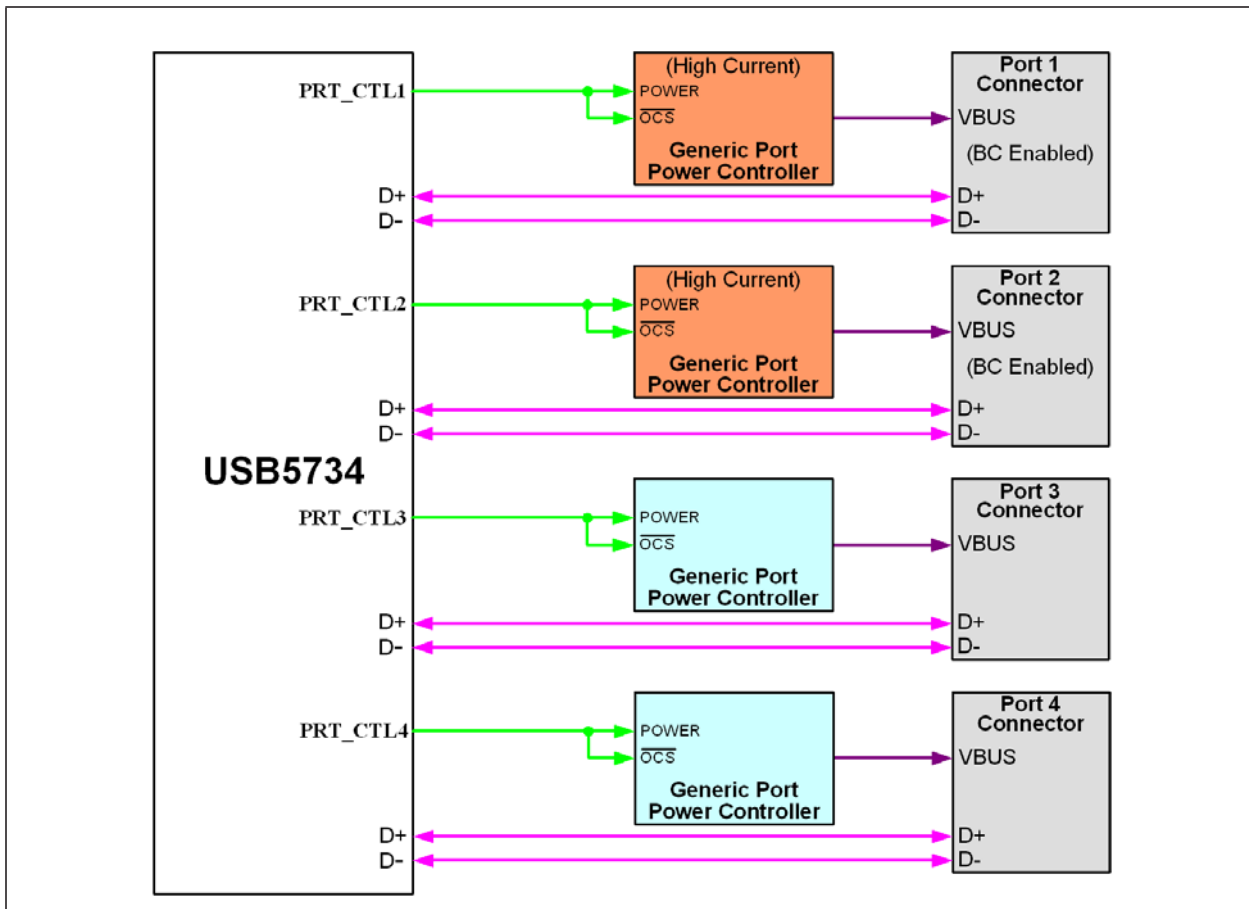 PRT_CTL1
D+
D-
(High Current)
POWER
OCS
Generic Port
Power Controller
Port 1
Connector
VBUS
(BC Enabled)
D+
D-
PRT_CTL2
D+
D-
(High Current)
POWER
OCS
Generic Port
Power Controller
Port 2
Connector
VBUS
(BC Enabled)
D+
D-
USB5734
PRT_CTL3
D+
D-
POWER
OCS
Generic Port
Power Controller
Port 3
Connector
VBUS
D+
D-
PRT_CTL4
D+
D-
POWER
OCS
Generic Port
Power Controller
Port 4
Connector
VBUS
D+
D-